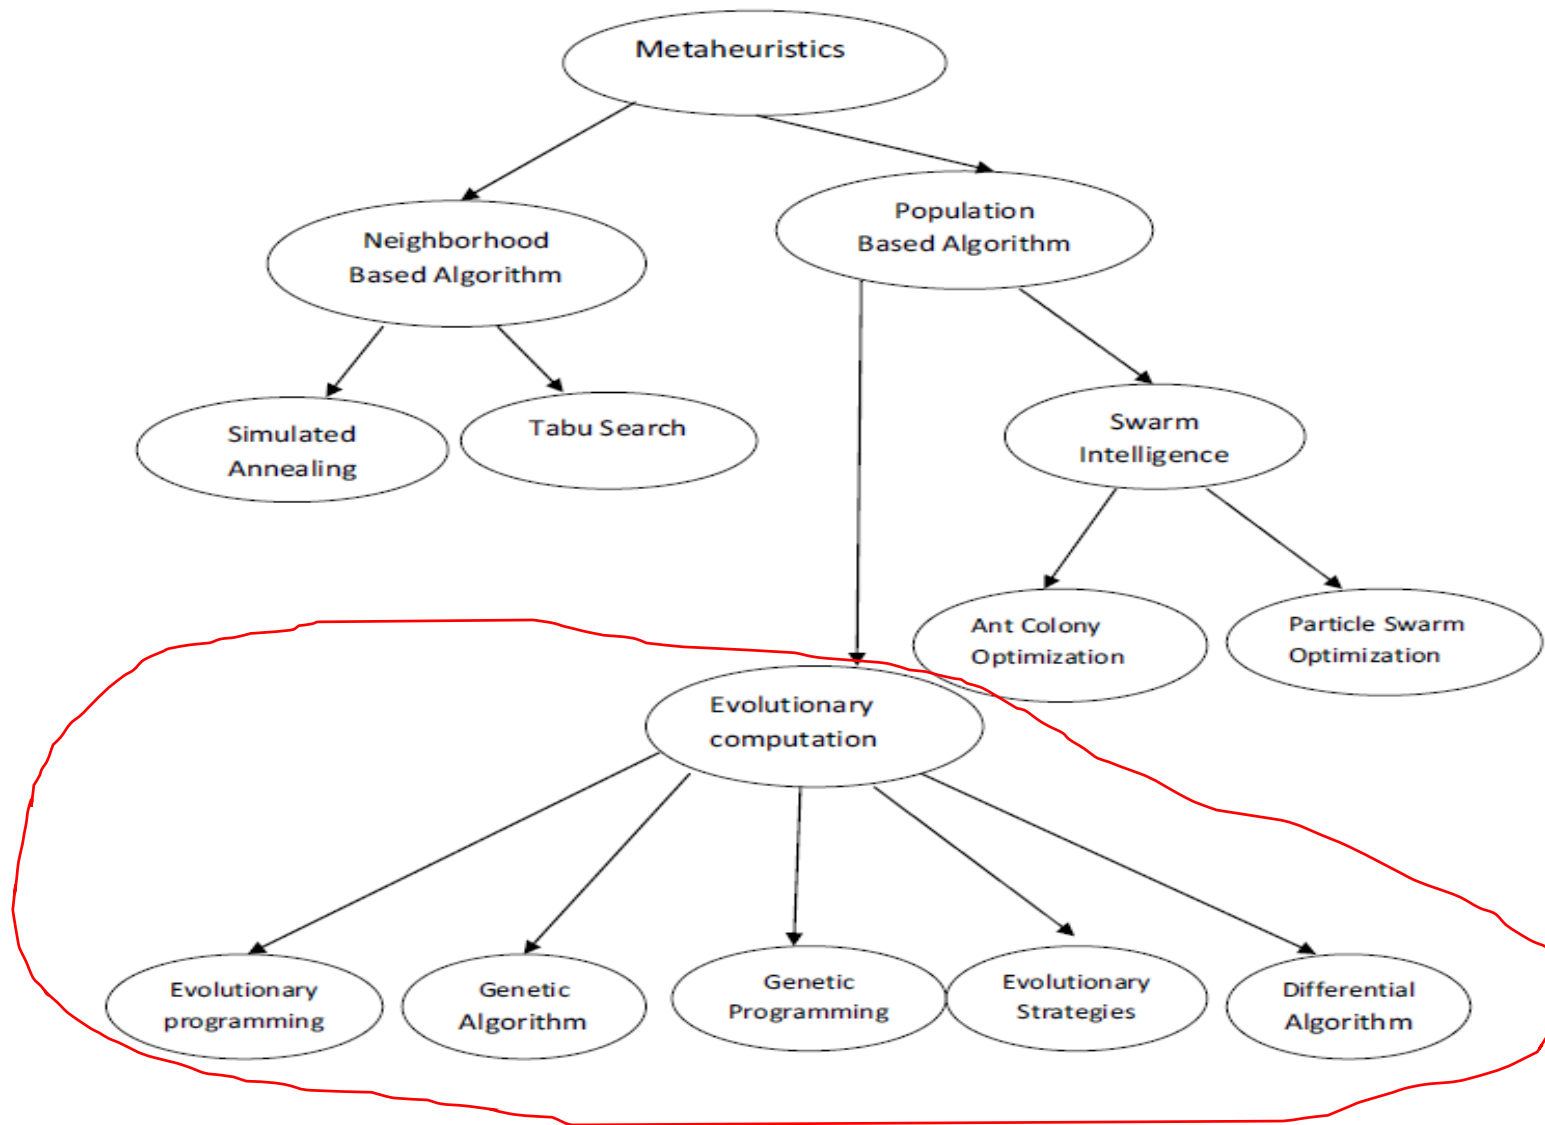 Metaheuristics
Neighborhood
Based Algorithm
Population
Based Algorithm
Simulated
Annealing
Tabu Search
Swarm
Intelligence
Ant Colony
Optimization
Particle Swarm
Optimization
Evolutionary
computation
Evolutionary
programming
Genetic
Algorithm
Genetic
Programming
Evolutionary
Strategies
Differential
Algorithm